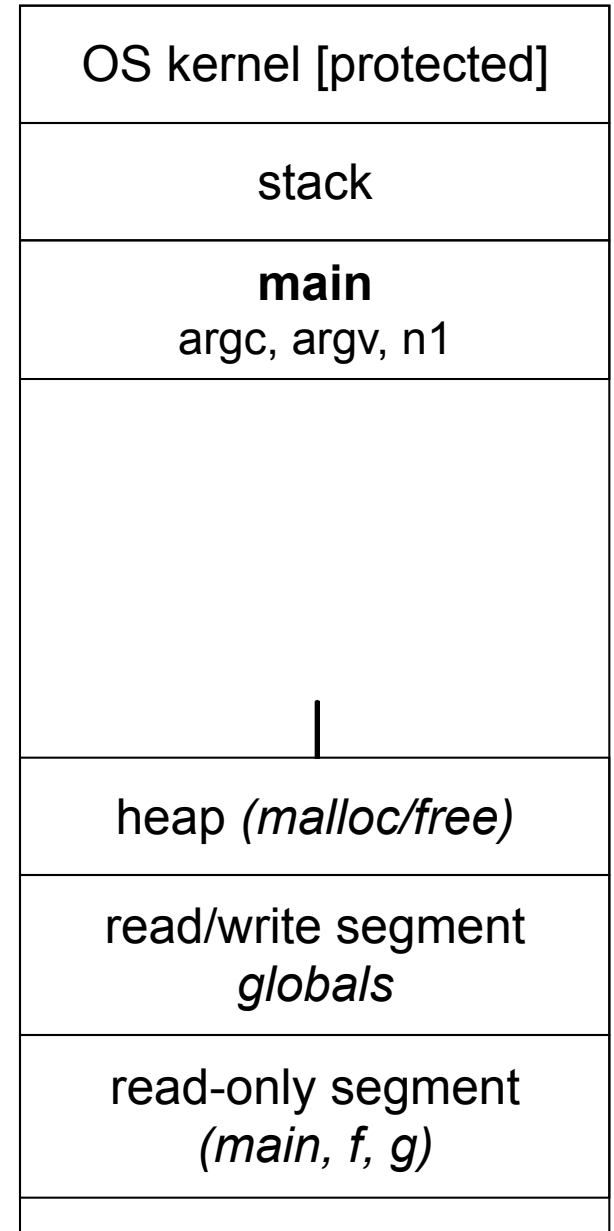 OS kernel [protected]
stack
main
argc, argv, n1
heap (malloc/free)
read/write segment
globals
read-only segment
(main, f, g)